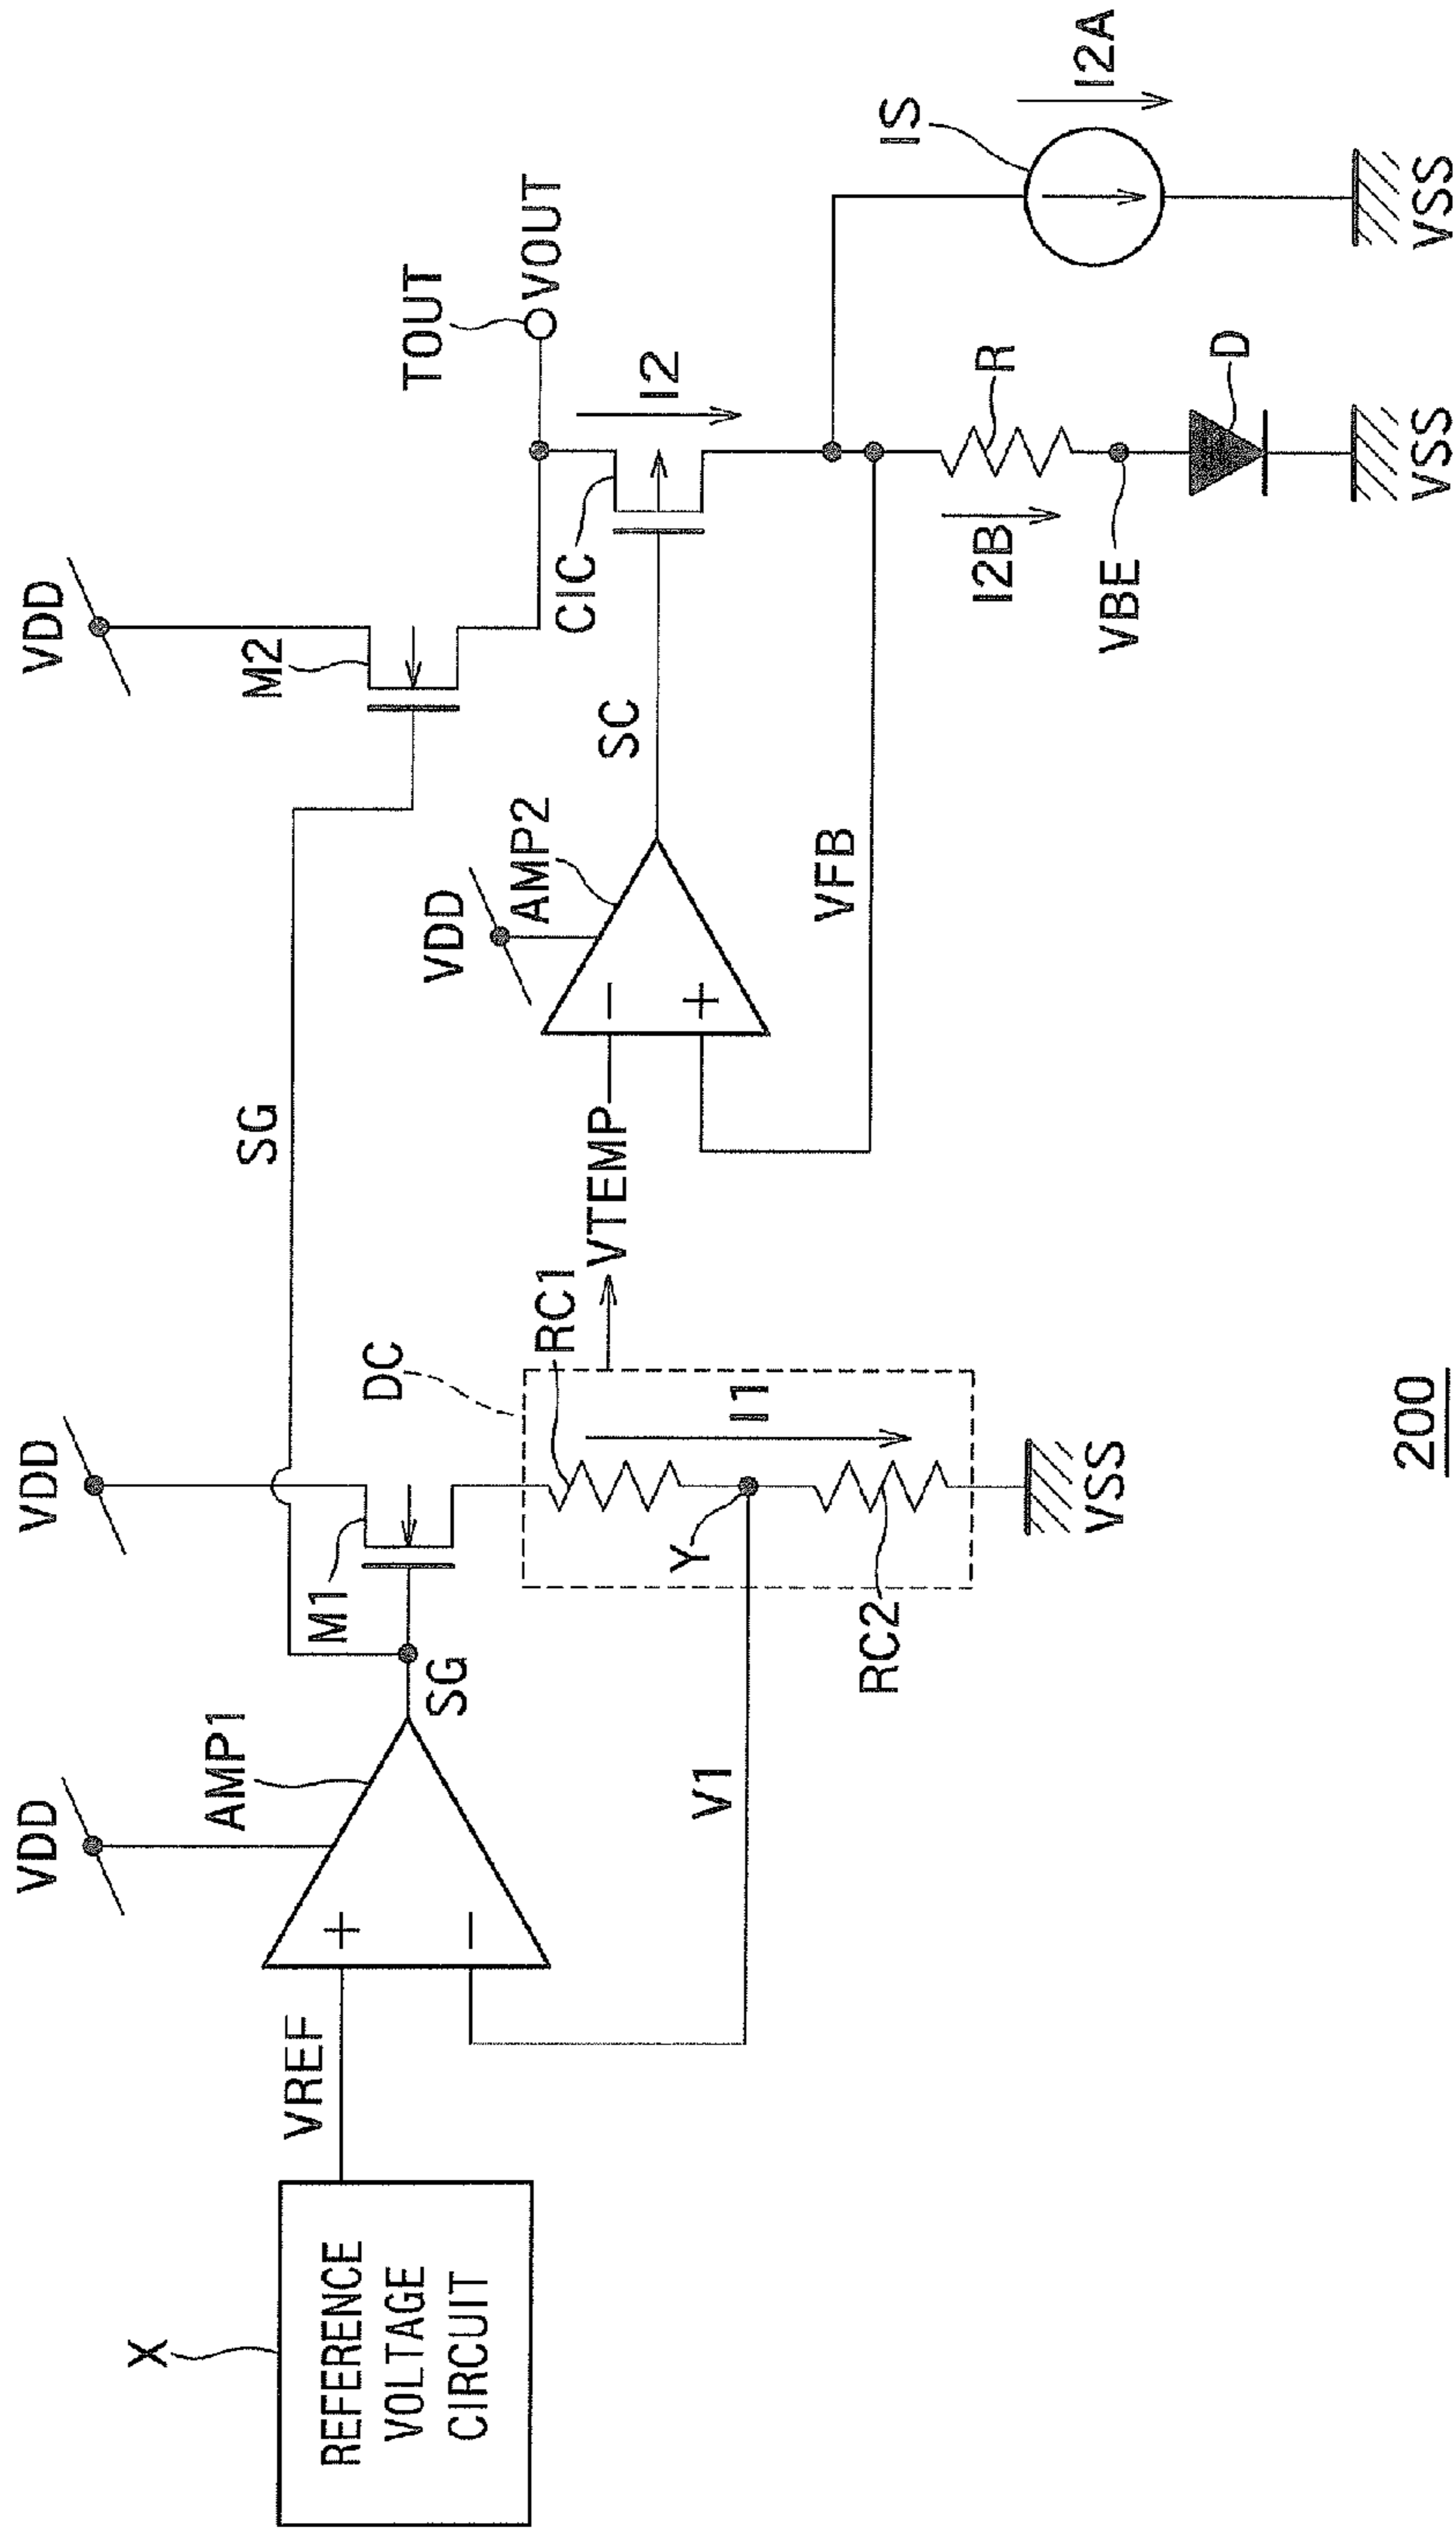 VDD
VDD
VDD
M2
SG
TOUT
VOUT
AMP1
M1
DC
VDD
AMP2
SC
CIC
I2
IS
I2A
X
REFERENCE
VOLTAGE
CIRCUIT
VREF
+
−
SG
RC1
VTEMP
−
+
V1
Y
I1
VFB
I2B
R
RC2
VSS
VBE
D
VSS
VSS
200